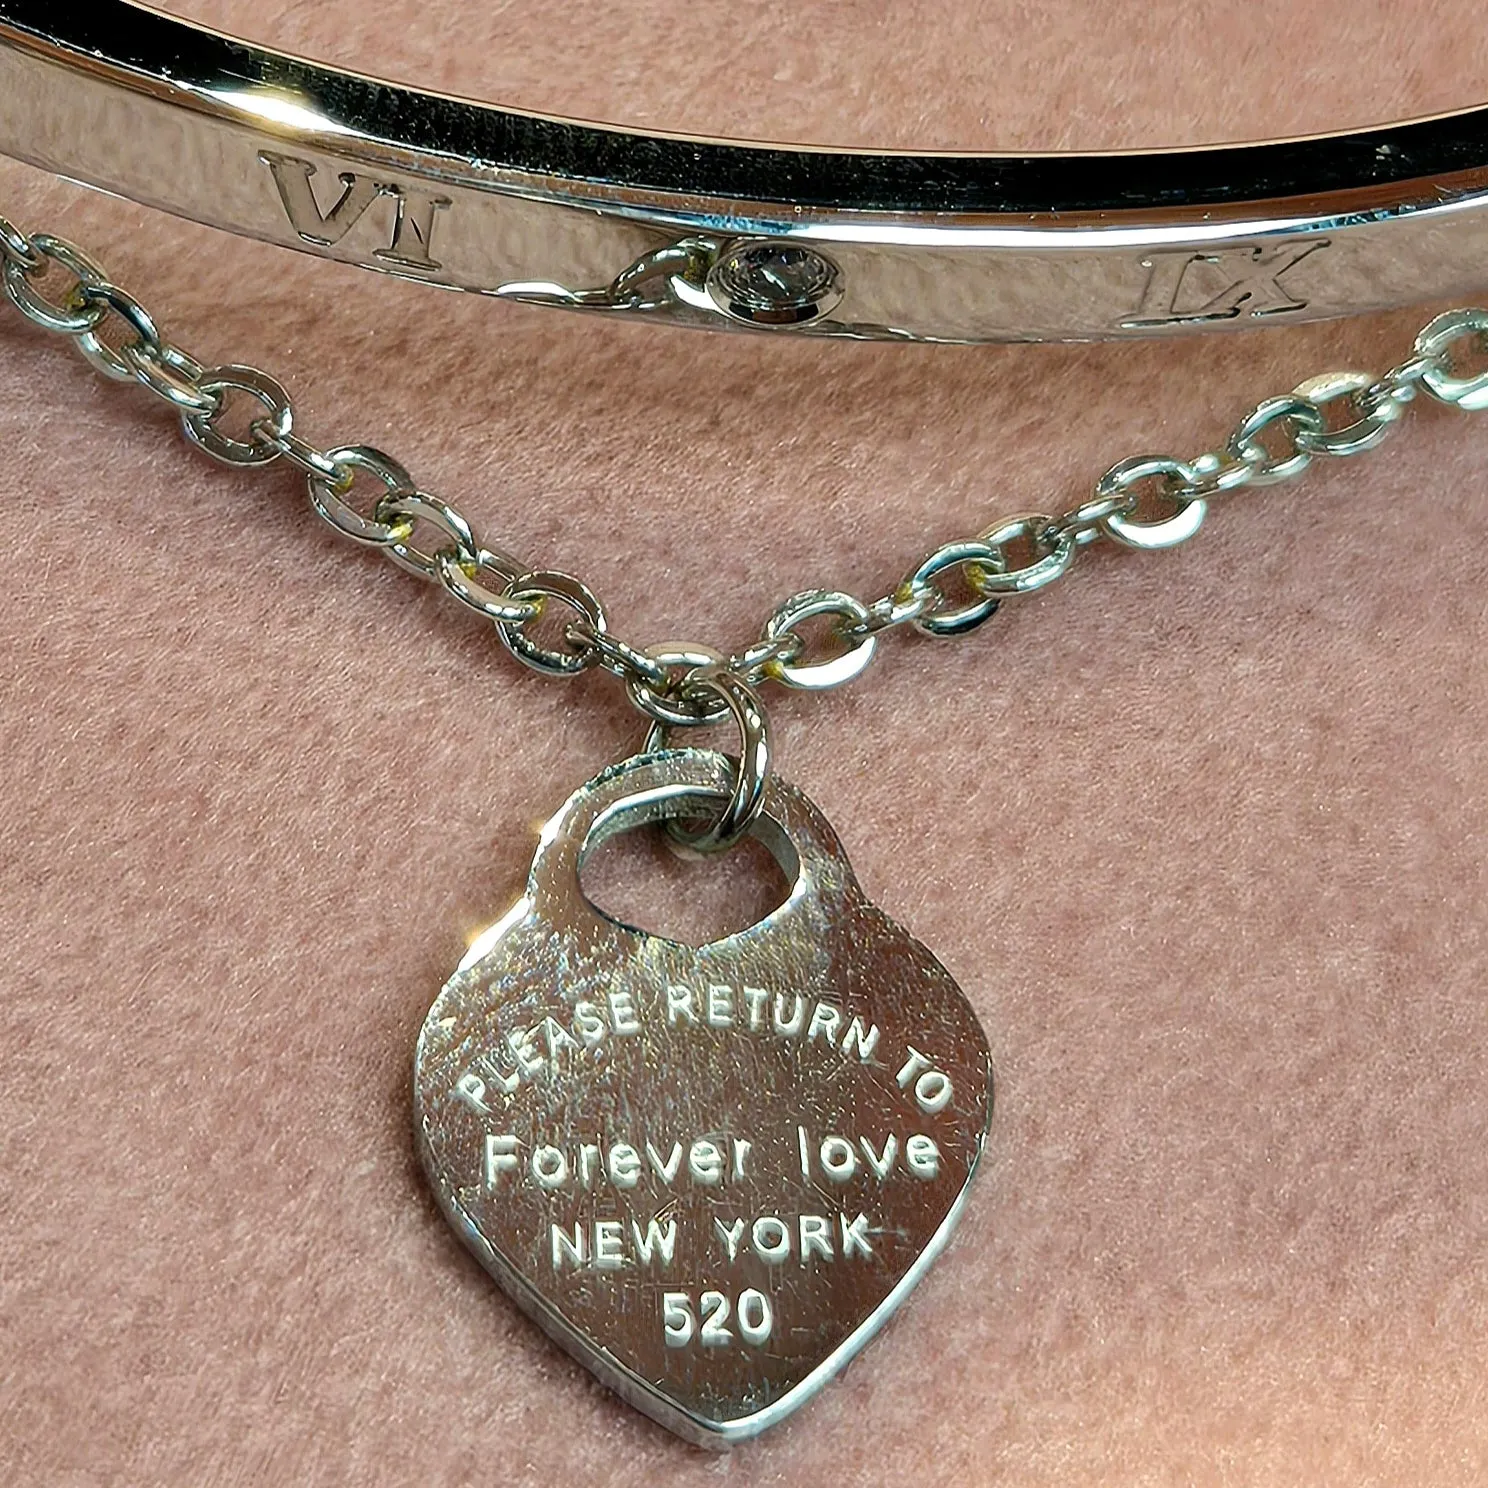 VI IX
PLEASE RETURN TO
Forever love
NEW YORK
520